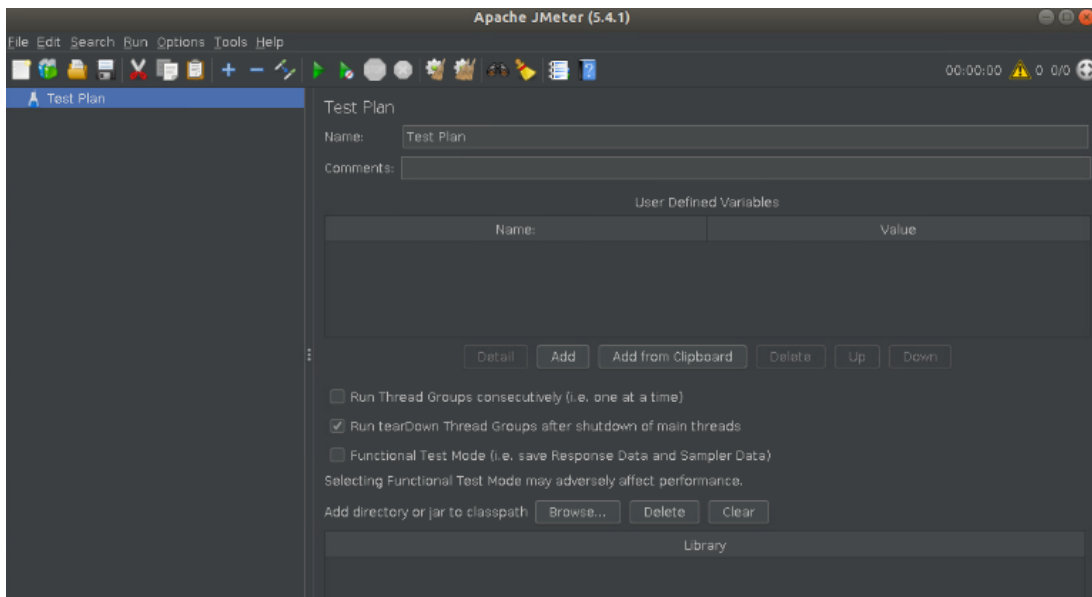 Apache JMeter (5.4.1)
File Edit Search Run Options Tools Help
00:00:00 0 0/0
Test Plan
Test Plan
Name: Test Plan
Comments:
User Defined Variables
Name: Value
Detail Add Add from Clipboard Delete Up Down
Run Thread Groups consecutively (i.e. one at a time)
Run tearDown Thread Groups after shutdown of main threads
Functional Test Mode (i.e. save Response Data and Sampler Data)
Selecting Functional Test Mode may adversely affect performance.
Add directory or jar to classpath Browse... Delete Clear
Library